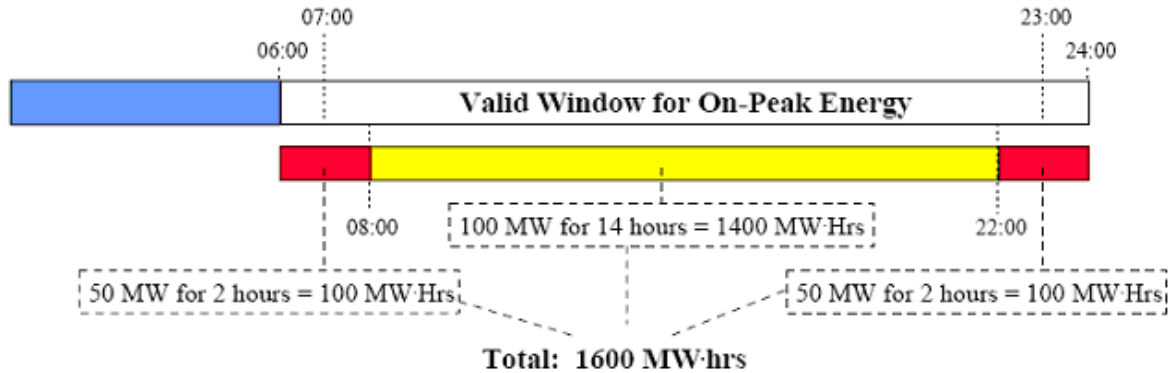 07:00
23:00
06:00
24:00
Valid Window for On-Peak Energy
08:00
100 MW for 14 hours = 1400 MW·Hrs
22:00
50 MW for 2 hours = 100 MW·Hrs
50 MW for 2 hours = 100 MW·Hrs
Total: 1600 MW·hrs